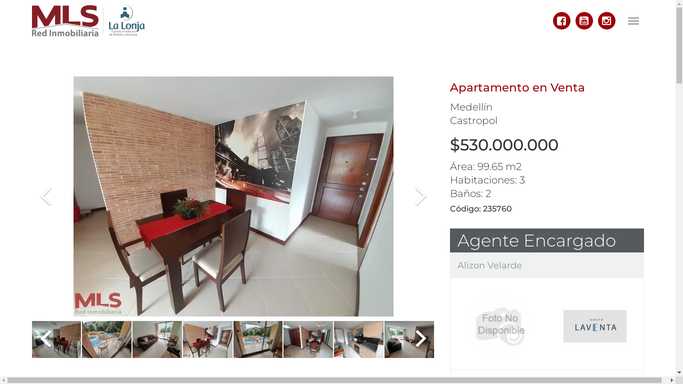 MLS
Red Inmobiliaria
La Lonja
Apartamento en Venta
Medellín
Castropol
$530.000.000
Área: 99.65 m2
Habitaciones: 3
Baños: 2
Código: 235760
MLS
Red Inmobiliaria
Agente Encargado
Alizon Velarde
Foto No
Disponible
LAVENTA